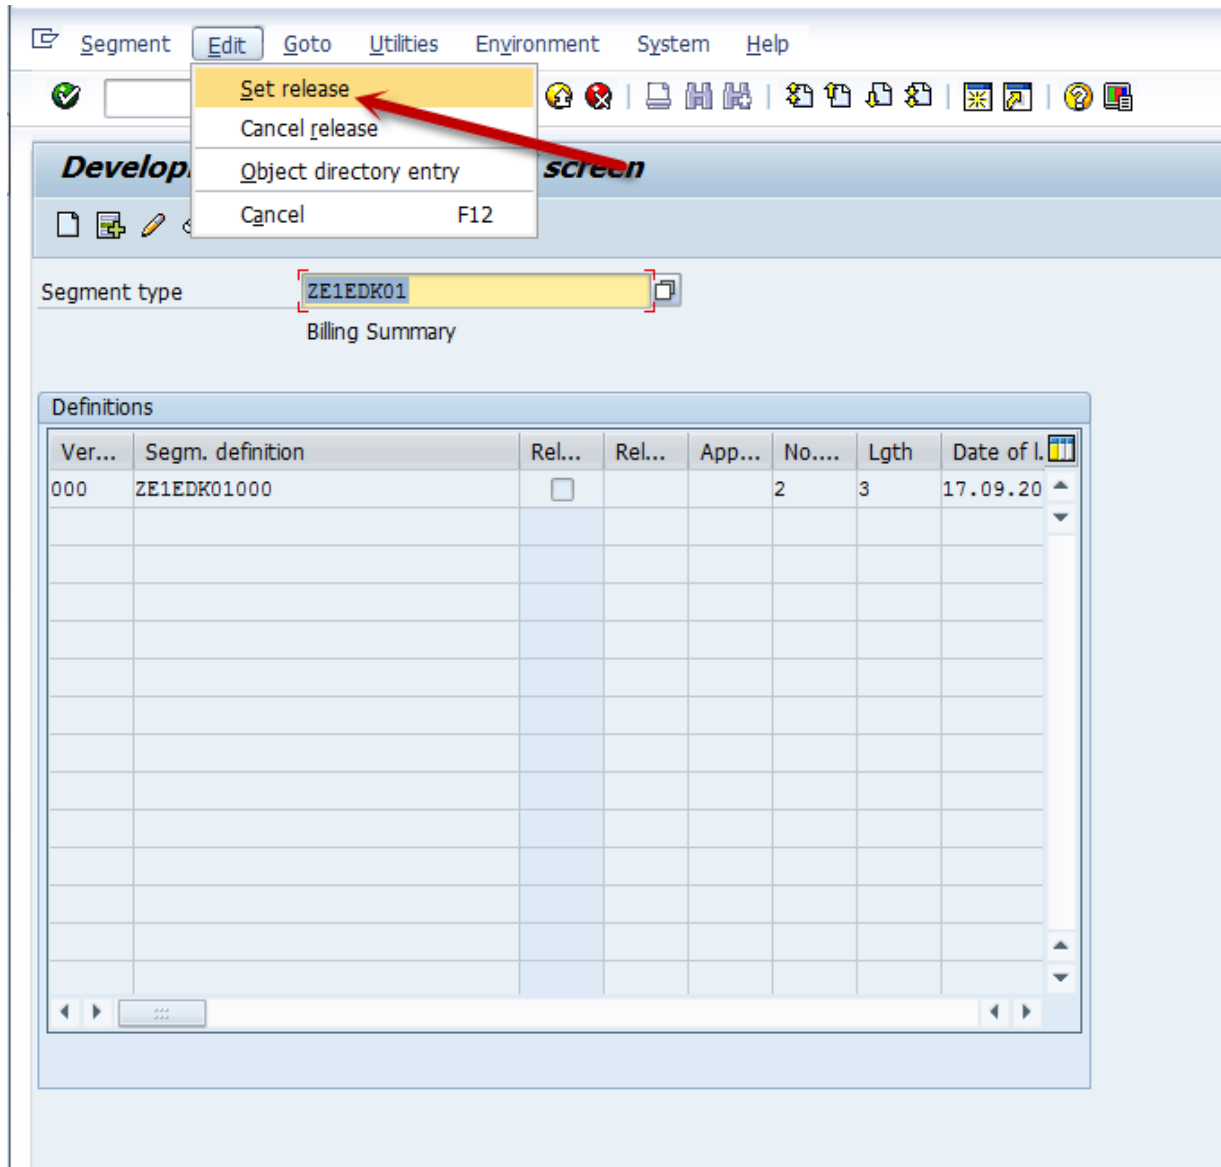 Segment Edit Goto Utilities Environment System Help
Set release
Cancel release
Develop screen
Object directory entry
Cancel F12
Segment type ZE1EDK01
Billing Summary
Definitions
Ver... Segm. definition Rel... Rel... App... No.... Lgth Date of l.
000 ZE1EDK01000 2 3 17.09.20